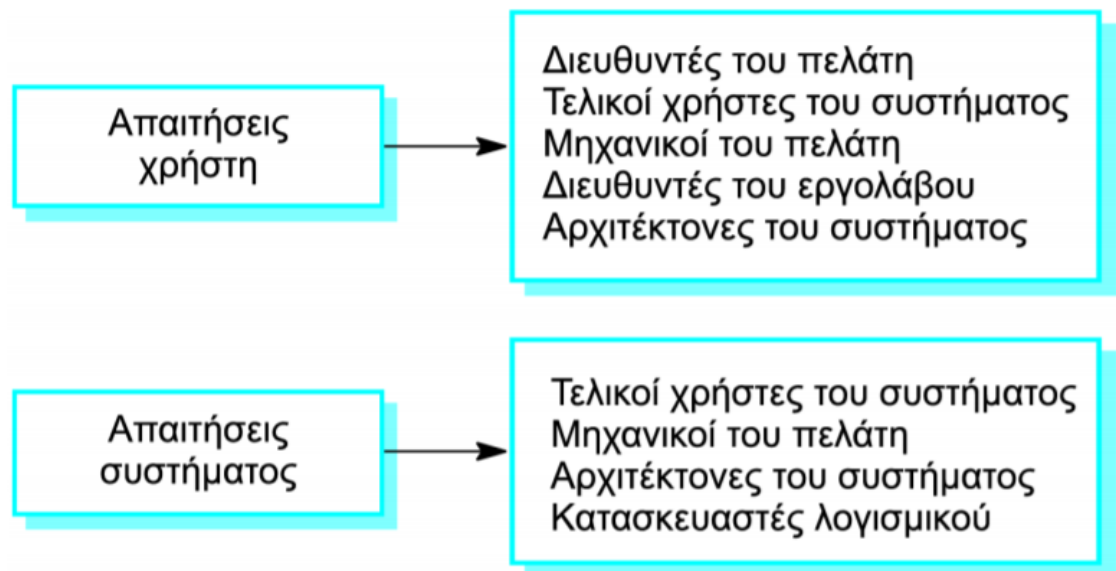 Απαιτήσεις
χρήστη
Διευθυντές του πελάτη
Τελικοί χρήστες του συστήματος
Μηχανικοί του πελάτη
Διευθυντές του εργολάβου
Αρχιτέκτονες του συστήματος
Απαιτήσεις
συστήματος
Τελικοί χρήστες του συστήματος
Μηχανικοί του πελάτη
Αρχιτέκτονες του συστήματος
Κατασκευαστές λογισμικού